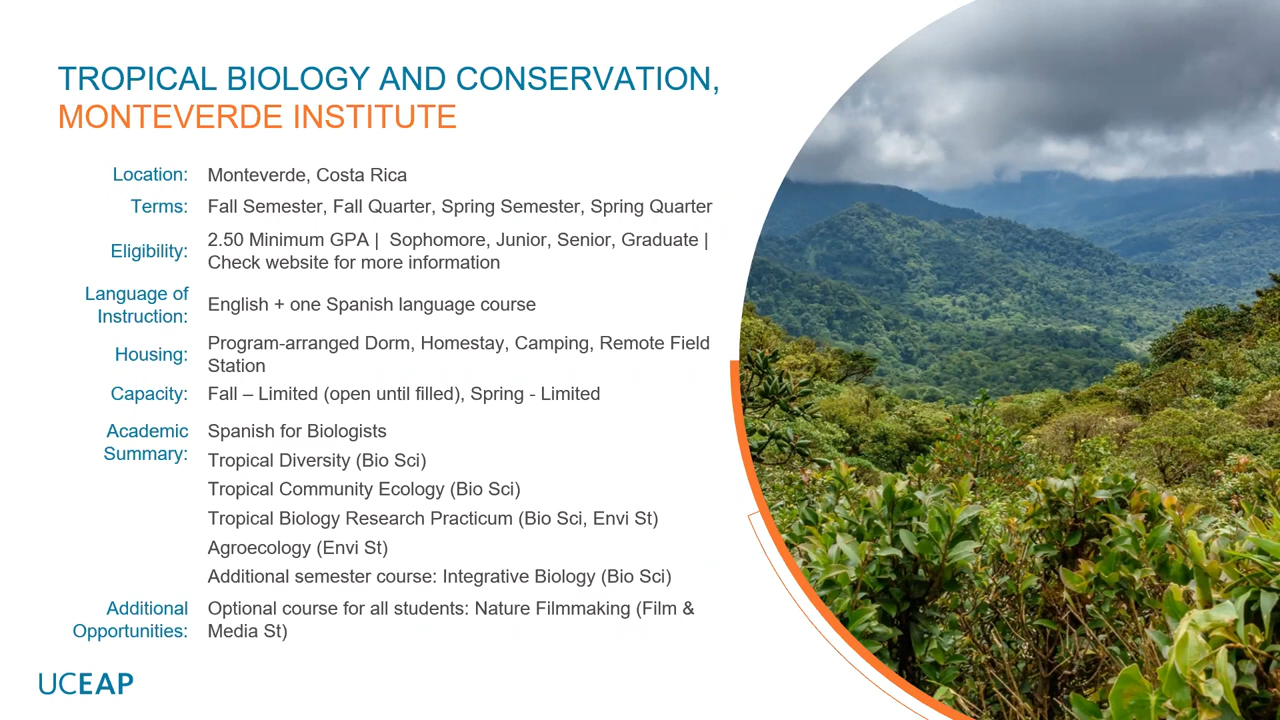 TROPICAL BIOLOGY AND CONSERVATION,
MONTEVERDE INSTITUTE
Location: Monteverde, Costa Rica
Terms: Fall Semester, Fall Quarter, Spring Semester, Spring Quarter
Eligibility: 2.50 Minimum GPA | Sophomore, Junior, Senior, Graduate |
Check website for more information
Language of
Instruction: English + one Spanish language course
Housing: Program-arranged Dorm, Homestay, Camping, Remote Field
Station
Capacity: Fall – Limited (open until filled), Spring - Limited
Academic
Summary: Spanish for Biologists
Tropical Diversity (Bio Sci)
Tropical Community Ecology (Bio Sci)
Tropical Biology Research Practicum (Bio Sci, Envi St)
Agroecology (Envi St)
Additional semester course: Integrative Biology (Bio Sci)
Additional
Opportunities: Optional course for all students: Nature Filmmaking (Film &
Media St)
UCEAP